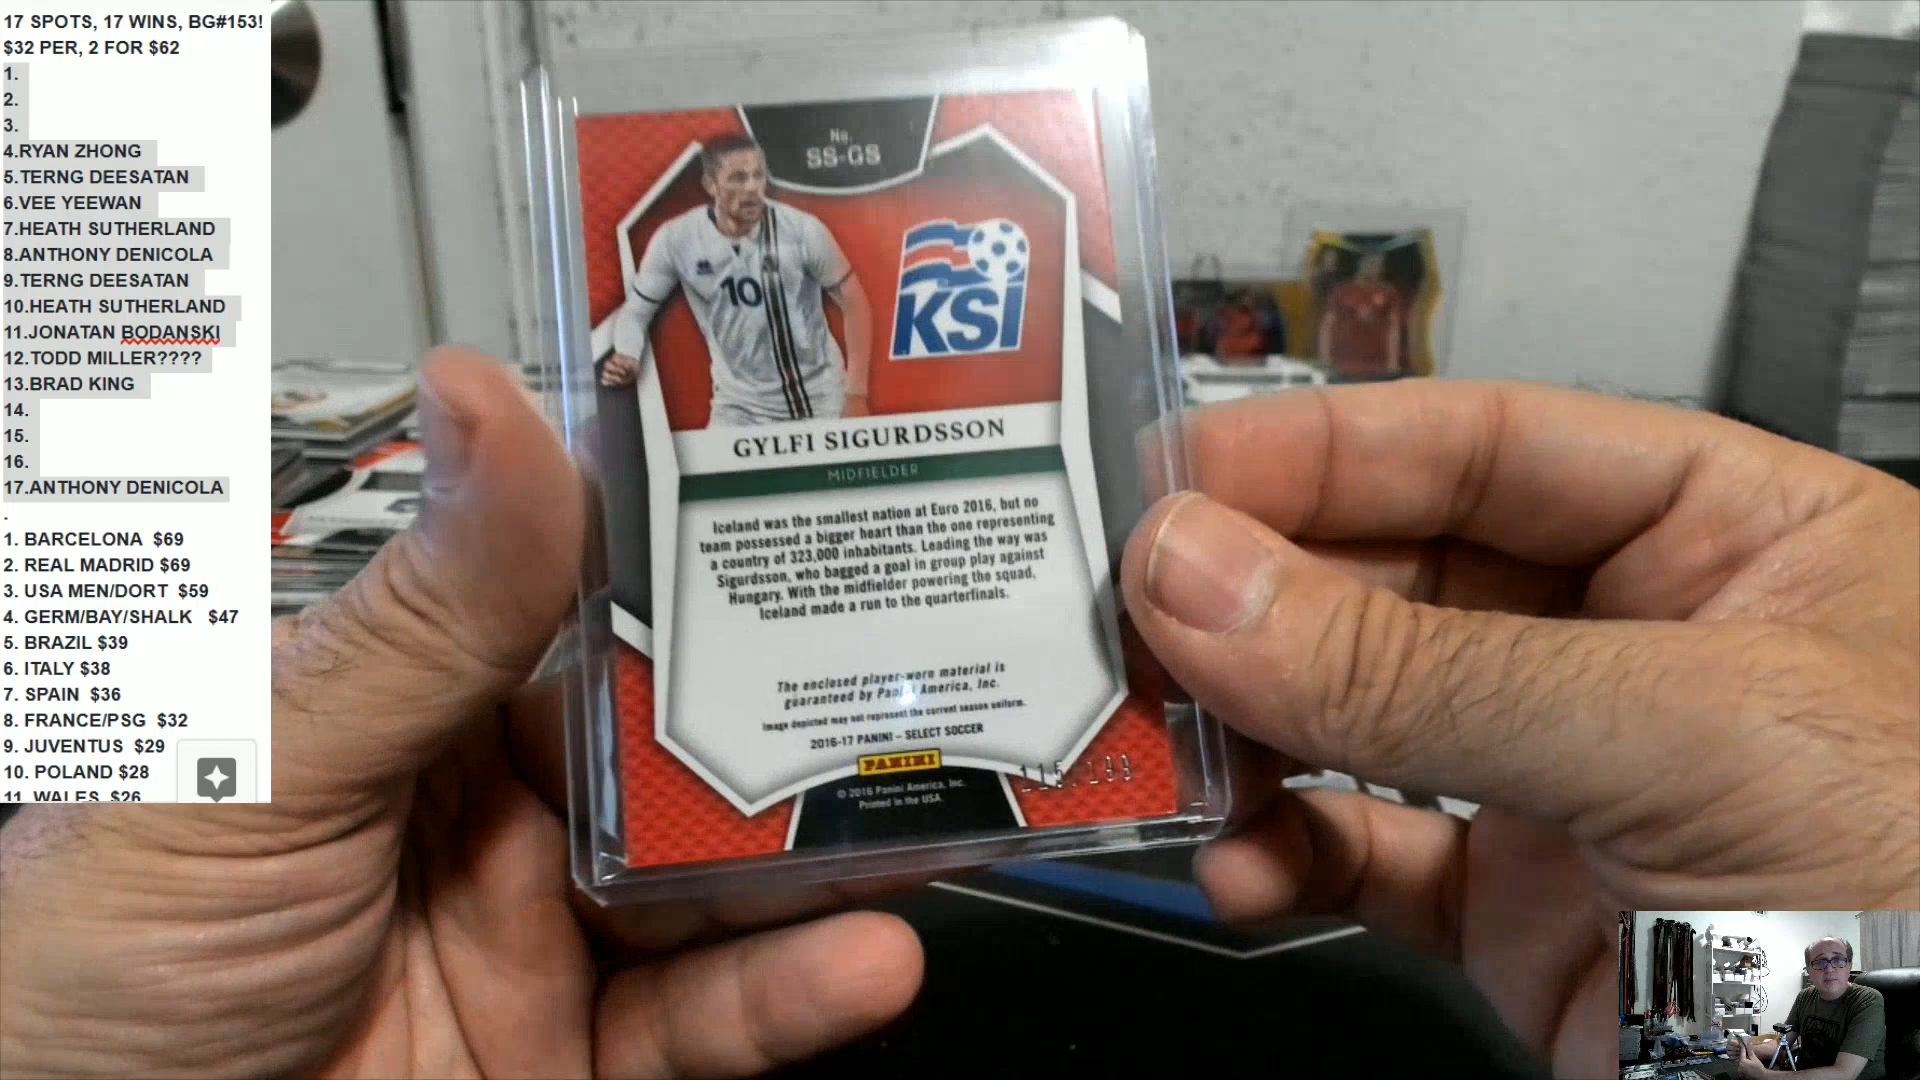 17 SPOTS, 17 WINS, BG#153!
$32 PER, 2 FOR $62
1.
2.
3.
4.RYAN ZHONG
5.TERNG DEESATAN
6.VEE YEEWAN
7.HEATH SUTHERLAND
8.ANTHONY DENICOLA
9.TERNG DEESATAN
10.HEATH SUTHERLAND
11.JONATAN BODANSKI
12.TODD MILLER????
13.BRAD KING
14.
15.
16.
17.ANTHONY DENICOLA
.
1. BARCELONA $69
2. REAL MADRID $69
3. USA MEN/DORT $59
4. GERM/BAY/SHALK $47
5. BRAZIL $39
6. ITALY $38
7. SPAIN $36
8. FRANCE/PSG $32
9. JUVENTUS $29
10. POLAND $28
11. WALES $26
No.
SS-GS
10
KSI
GYLFI SIGURDSSON
MIDFIELDER
Iceland was the smallest nation at Euro 2016, but no
team possessed a bigger heart than the one representing
a country of 323,000 inhabitants. Leading the way was
Sigurdsson, who bagged a goal in group play against
Hungary. With the midfielder powering the squad,
Iceland made a run to the quarterfinals.
The enclosed player-worn material is
guaranteed by Panini America, Inc.
Image depicted may not represent the current season uniform.
2016-17 PANINI – SELECT SOCCER
PANINI
© 2016 Panini America, Inc.
Printed in the USA.
115/199